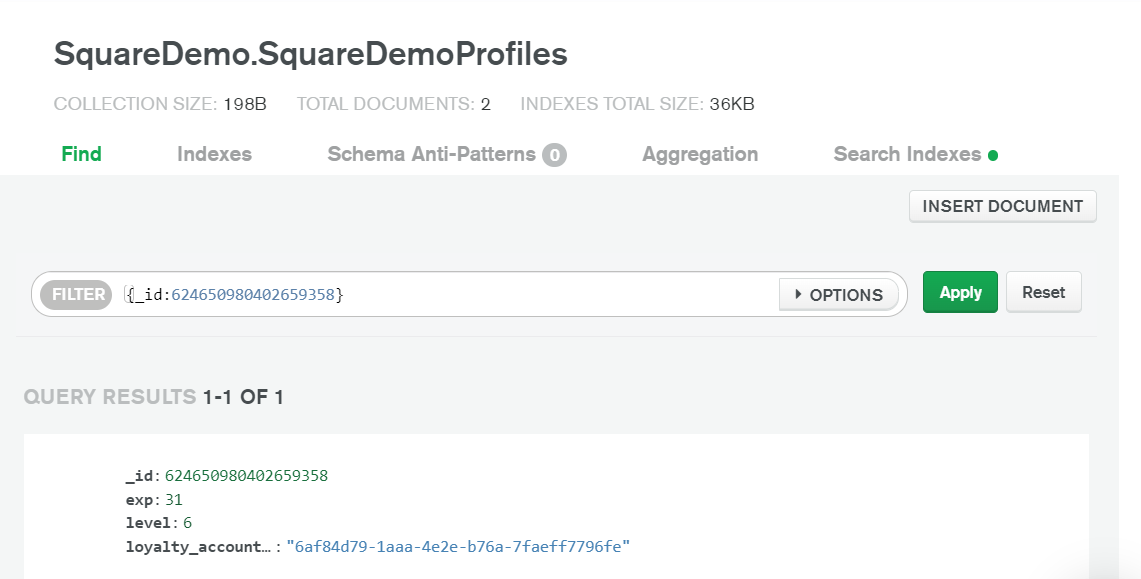 SquareDemo.SquareDemoProfiles
COLLECTION SIZE: 198B TOTAL DOCUMENTS: 2 INDEXES TOTAL SIZE: 36KB
Find Indexes Schema Anti-Patterns 0 Aggregation Search Indexes
INSERT DOCUMENT
FILTER {_id:624650980402659358} OPTIONS Apply Reset
QUERY RESULTS 1-1 OF 1
_id: 624650980402659358
exp: 31
level: 6
loyalty_account… : "6af84d79-1aaa-4e2e-b76a-7faeff7796fe"